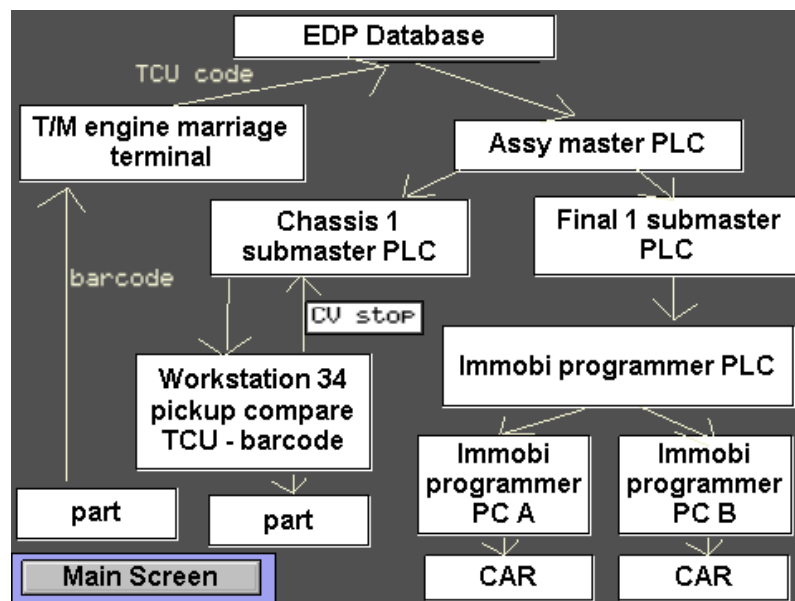 EDP Database
TCU code
T/M engine marriage
terminal
Assy master PLC
Chassis 1
submaster PLC
Final 1 submaster
PLC
barcode
CV stop
Workstation 34
pickup compare
TCU - barcode
Immobi programmer PLC
Immobi
programmer
PC A
Immobi
programmer
PC B
part
part
Main Screen
CAR
CAR